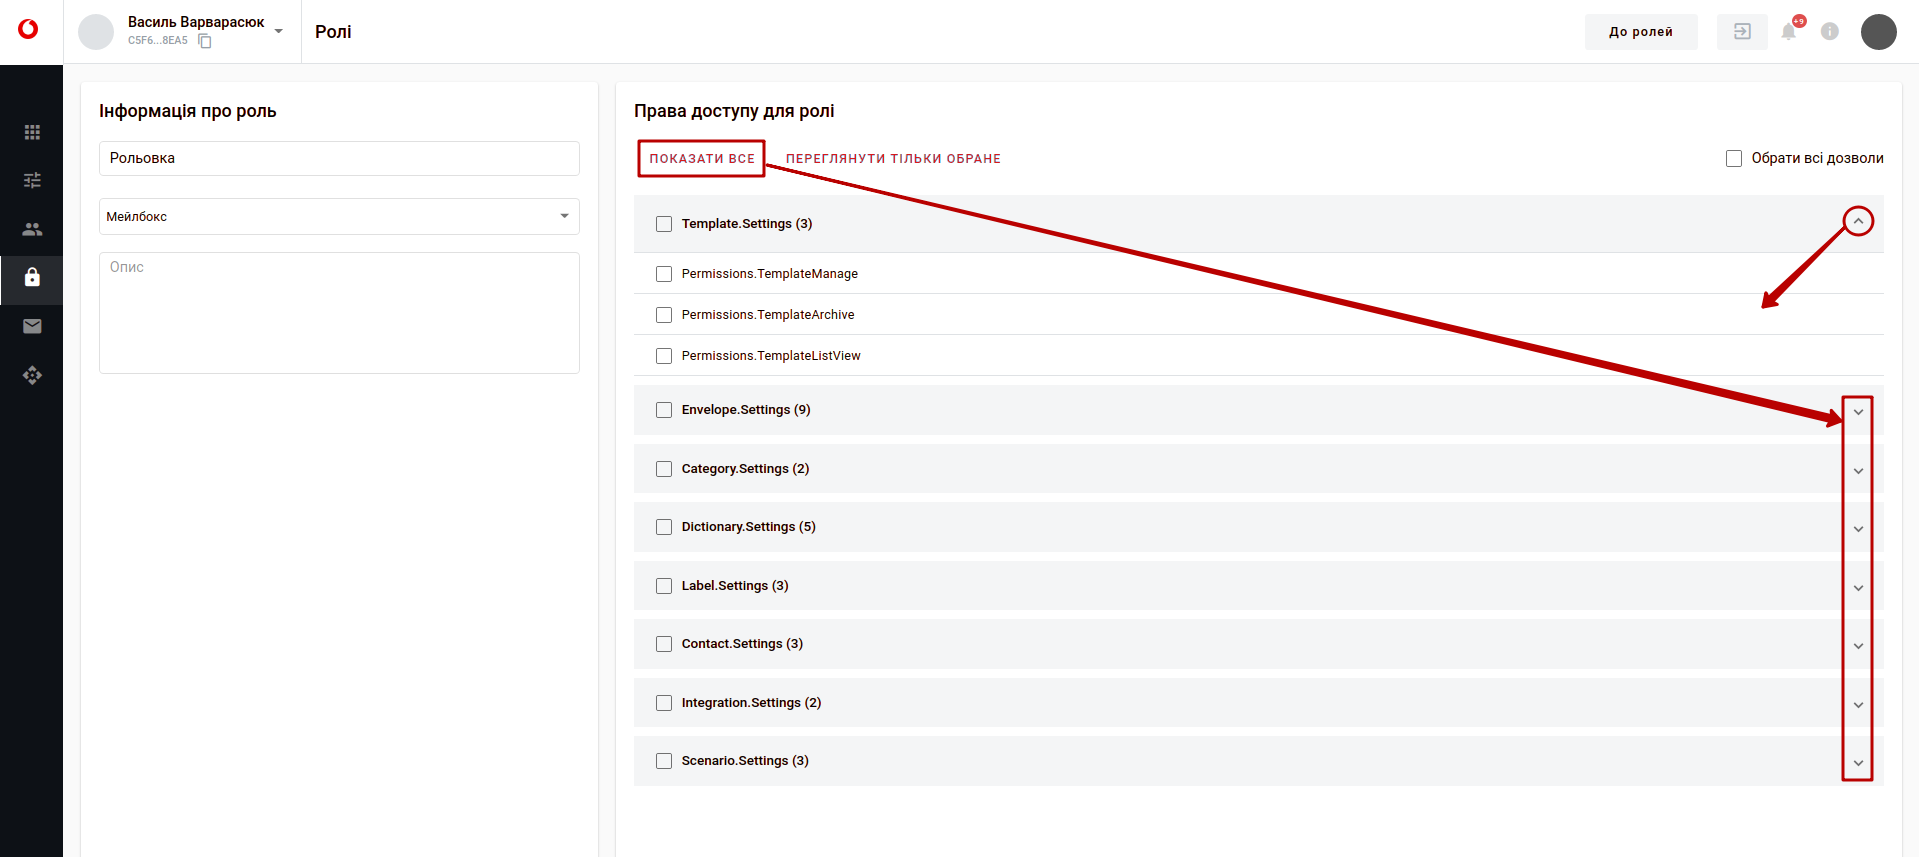 Василь Варварасюк
C5F6...8EA5
Ролі
До ролей
+9
Інформація про роль
Рольовка
Мейлбокс
Опис
Права доступу для ролі
ПОКАЗАТИ ВСЕ
ПЕРЕГЛЯНУТИ ТІЛЬКИ ОБРАНЕ
Обрати всі дозволи
Template.Settings (3)
Permissions.TemplateManage
Permissions.TemplateArchive
Permissions.TemplateListView
Envelope.Settings (9)
Category.Settings (2)
Dictionary.Settings (5)
Label.Settings (3)
Contact.Settings (3)
Integration.Settings (2)
Scenario.Settings (3)